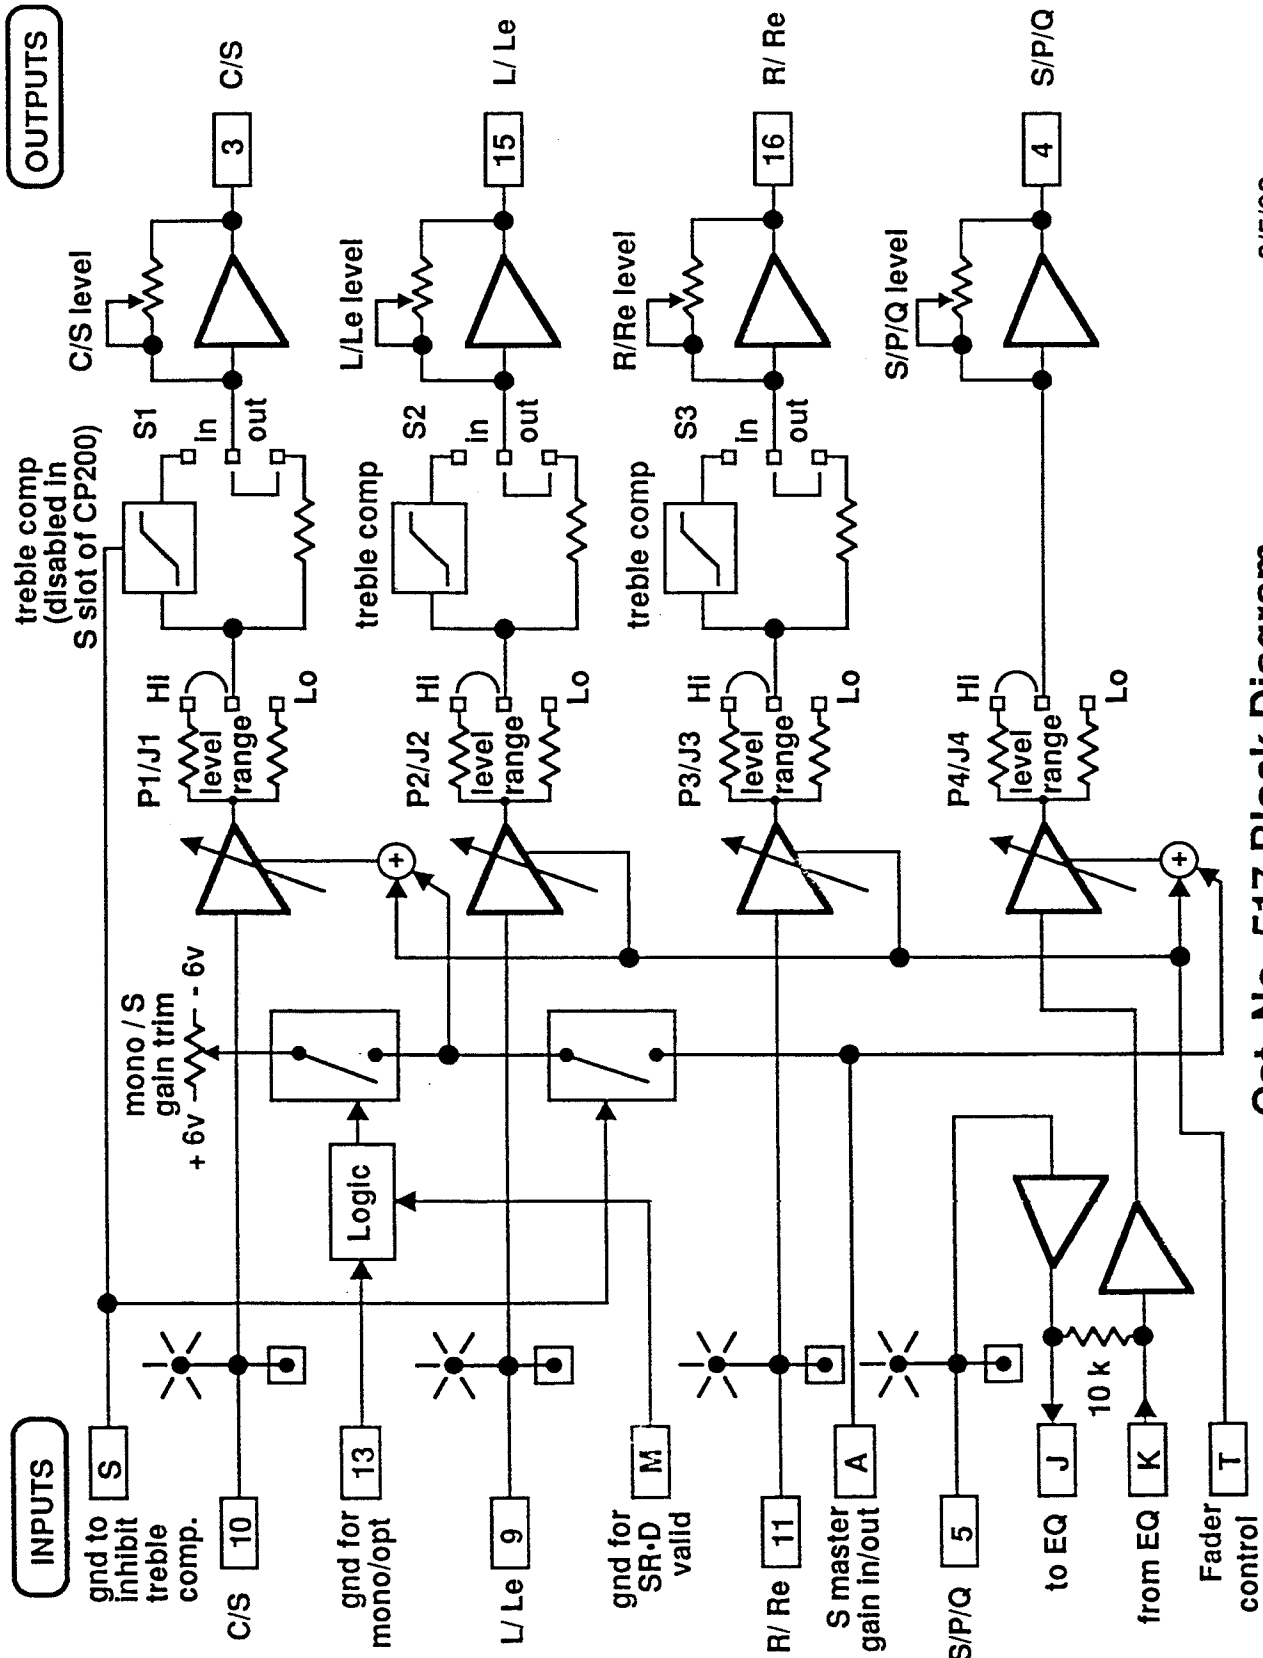 INPUTS
OUTPUTS
gnd to
inhibit
treble
comp.
S
treble comp
(disabled in
S slot of CP200)
C/S
10
mono / S
gain trim
+ 6v
- 6v
P1/J1
Hi
level
range
Lo
S1
in
out
C/S level
3
C/S
gnd for
mono/opt
13
Logic
+
L/ Le
9
P2/J2
Hi
level
range
Lo
treble comp
S2
in
out
L/Le level
15
L/ Le
gnd for
SR•D
valid
M
R/ Re
11
P3/J3
Hi
level
range
Lo
treble comp
S3
in
out
R/Re level
16
R/ Re
S master
gain in/out
A
S/P/Q
5
P4/J4
Hi
level
range
Lo
S/P/Q level
4
S/P/Q
to EQ
J
10 k
from EQ
K
+
Fader
control
T
Cat. No. 517 Block Diagram